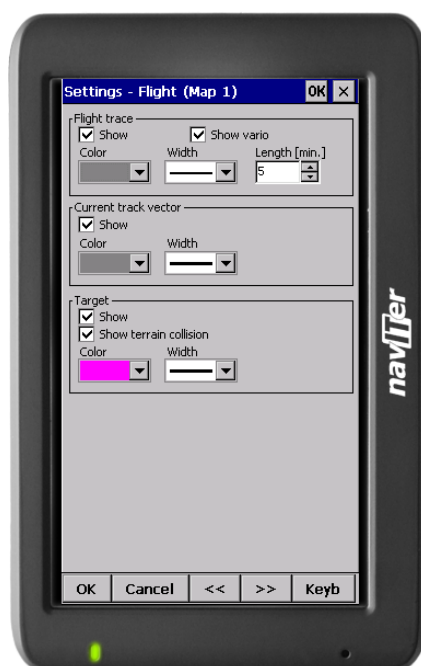 Settings - Flight (Map 1) OK ×
Flight trace
Show Show vario
Color Width Length [min.]
5
Current track vector
Show
Color Width
Target
Show
Show terrain collision
Color Width
OK Cancel << >> Keyb
naviter